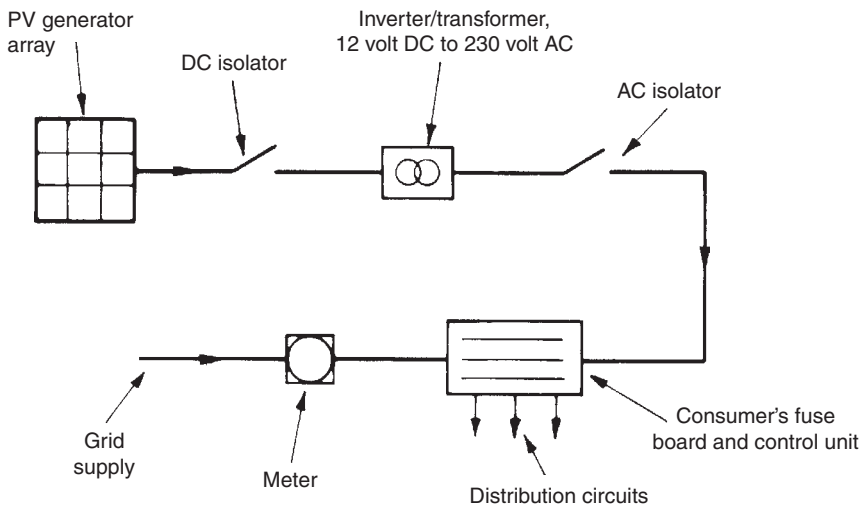 PV generator
array
DC isolator
Inverter/transformer,
12 volt DC to 230 volt AC
AC isolator
Grid
supply
Meter
Distribution circuits
Consumer's fuse
board and control unit